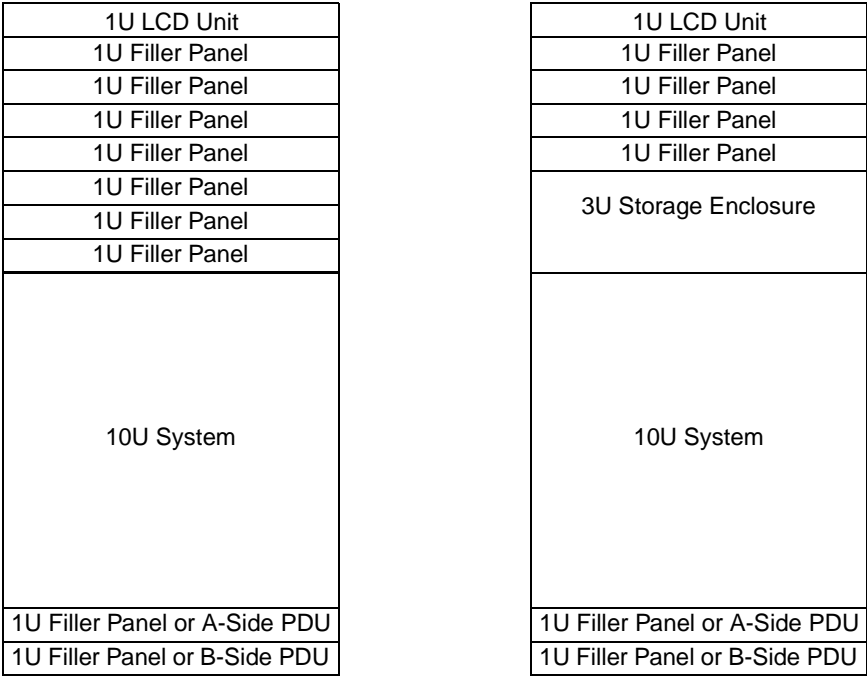 1U LCD Unit
1U Filler Panel
1U Filler Panel
1U Filler Panel
1U Filler Panel
1U Filler Panel
1U Filler Panel
1U Filler Panel
10U System
1U Filler Panel or A-Side PDU
1U Filler Panel or B-Side PDU
1U LCD Unit
1U Filler Panel
1U Filler Panel
1U Filler Panel
1U Filler Panel
3U Storage Enclosure
10U System
1U Filler Panel or A-Side PDU
1U Filler Panel or B-Side PDU